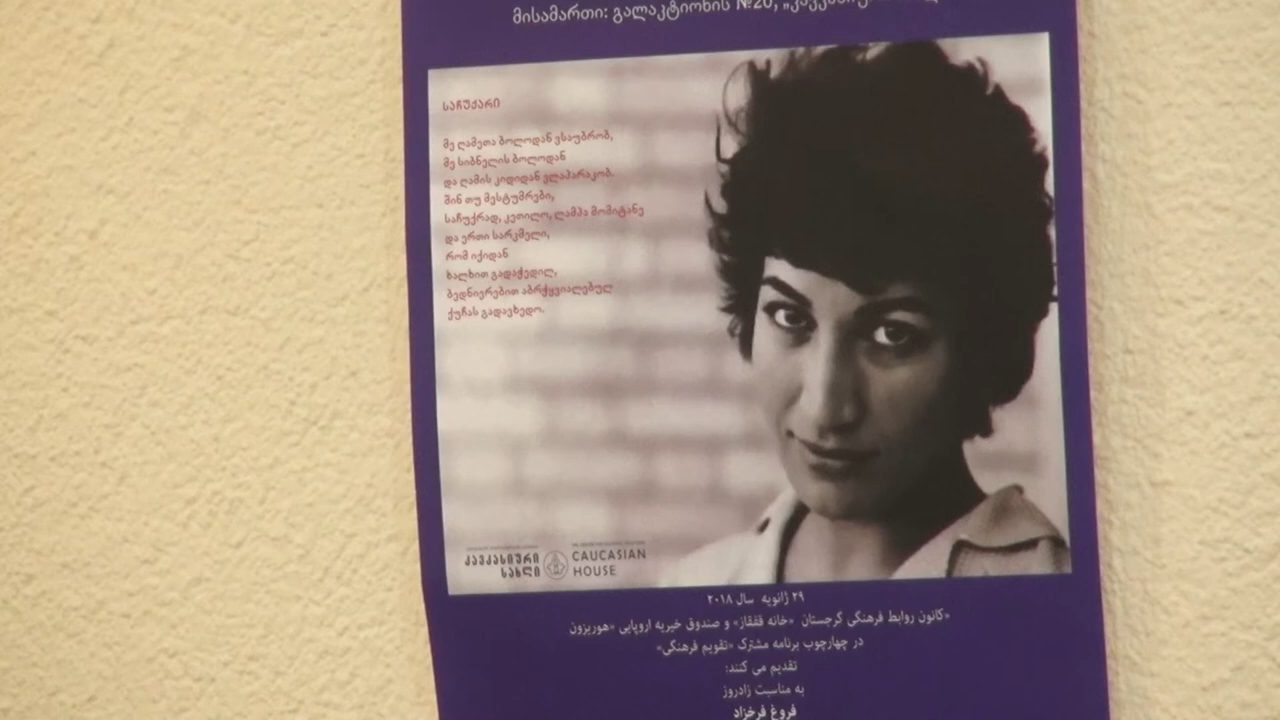 მისამართი: გალაკტიონის №20,
საჩუქარი
მე ღამეთა ბოლოდან ვსაუბრობ,
მე სიბნელის ბოლოდან
და ღამის კიდიდან ვლაპარაკობ.
შინ თუ მესტუმრები,
საჩუქრად, კეთილო, ლამპა მომიტანე
და ერთი სარკმელი,
რომ იქიდან
ხალხით გადაჭედილ,
ბედნიერებით აბრჭყვიალებულ
ქუჩას გადავხედო.
კავკასიური
სახლი
CAUCASIAN
HOUSE
۲۹ ژانویه سال ۲۰۱۸
«کانون روابط فرهنگی گرجستان «خانه قفقاز» و صندوق خیریه اروپایی «هوریزون
در چهارچوب برنامه مشترک «تقویم فرهنگی»
تقدیم می کنند:
به مناسبت زادروز
فروغ فرخزاد